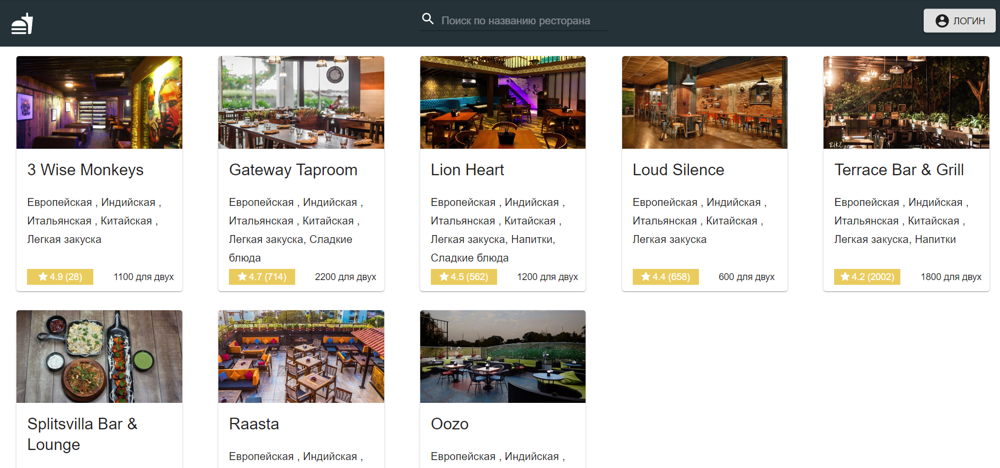 Поиск по названию ресторана
ЛОГИН
RIKE
3 Wise Monkeys
Европейская , Индийская ,
Итальянская , Китайская ,
Легкая закуска
4.9 (28)
1100 для двух
Gateway Taproom
Европейская , Индийская ,
Итальянская , Китайская ,
Легкая закуска, Сладкие
блюда
4.7 (714)
2200 для двух
Lion Heart
Европейская , Индийская ,
Итальянская , Китайская ,
Легкая закуска, Напитки,
Сладкие блюда
4.5 (562)
1200 для двух
Loud Silence
Европейская , Индийская ,
Итальянская , Китайская ,
Легкая закуска
4.4 (658)
600 для двух
Terrace Bar & Grill
Европейская , Индийская ,
Итальянская , Китайская ,
Легкая закуска, Напитки
4.2 (2002)
1800 для двух
Splitsvilla Bar &
Lounge
Raasta
Европейская , Индийская ,
Oozo
Европейская , Индийская ,